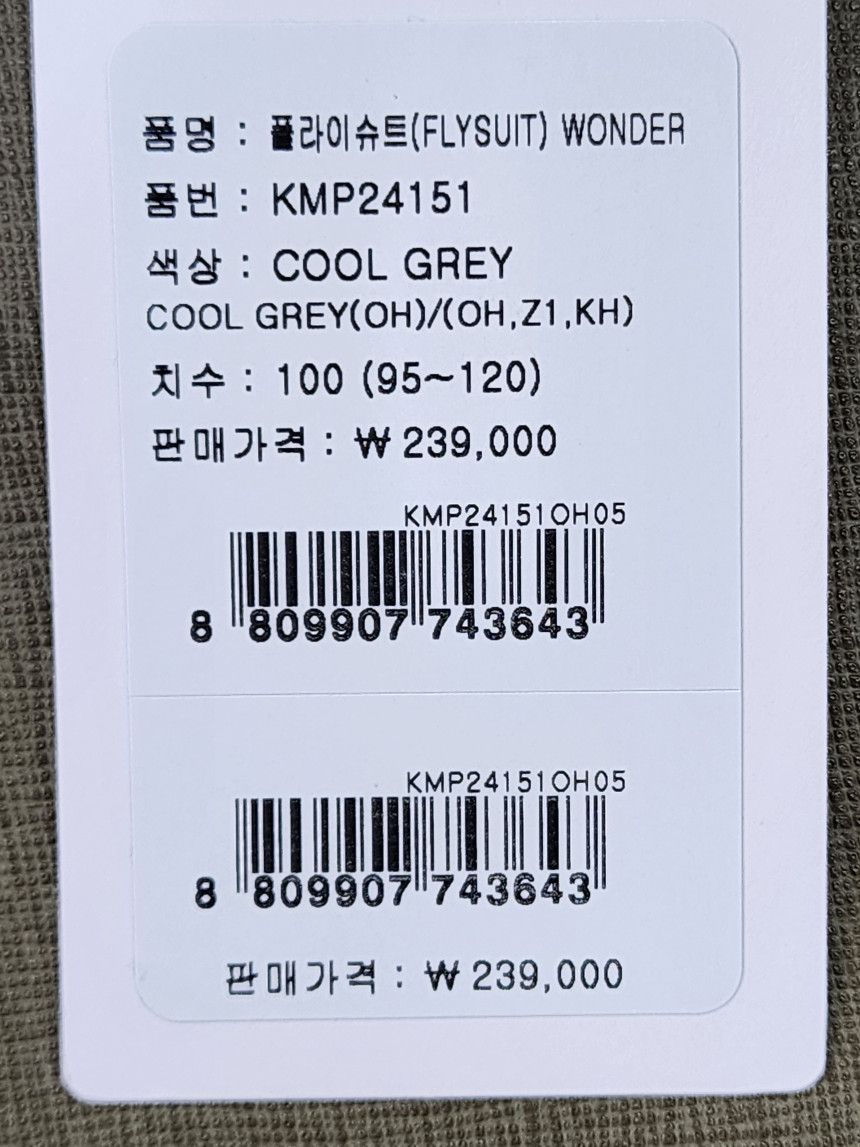 품명 : 플라이슈트(FLYSUIT) WONDER
품번 : KMP24151
색상 : COOL GREY
COOL GREY(OH)/(OH,Z1,KH)
치수 : 100 (95~120)
판매가격 : ₩ 239,000
KMP24151OH05
8 809907 743643
KMP24151OH05
8 809907 743643
판매가격 : ₩ 239,000